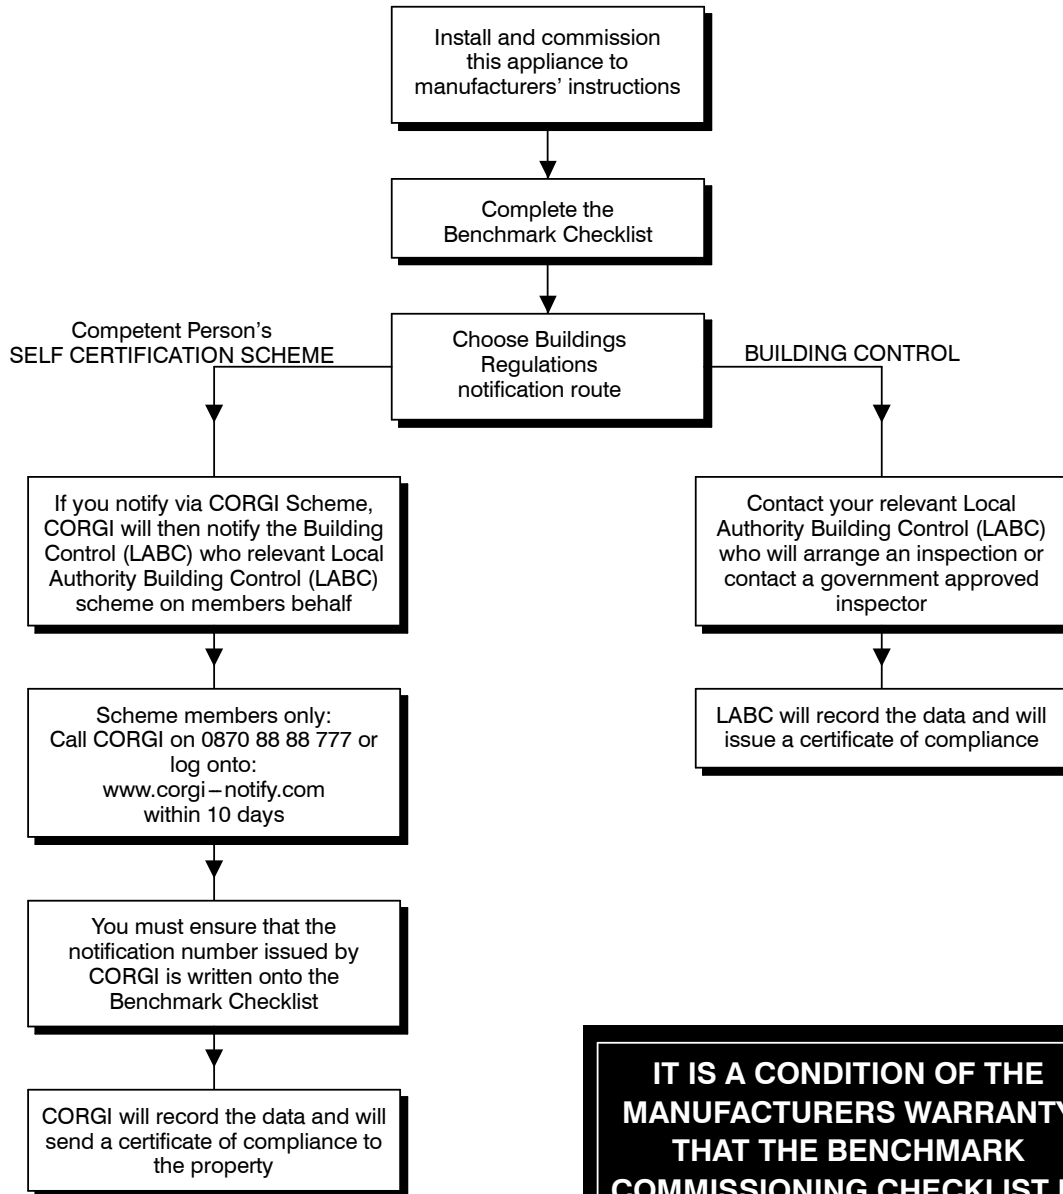 Install and commission
this appliance to
manufacturers' instructions
Complete the
Benchmark Checklist
Choose Buildings
Regulations
notification route
Competent Person's
SELF CERTIFICATION SCHEME
BUILDING CONTROL
If you notify via CORGI Scheme,
CORGI will then notify the Building
Control (LABC) who relevant Local
Authority Building Control (LABC)
scheme on members behalf
Scheme members only:
Call CORGI on 0870 88 88 777 or
log onto:
www.corgi−notify.com
within 10 days
You must ensure that the
notification number issued by
CORGI is written onto the
Benchmark Checklist
CORGI will record the data and will
send a certificate of compliance to
the property
Contact your relevant Local
Authority Building Control (LABC)
who will arrange an inspection or
contact a government approved
inspector
LABC will record the data and will
issue a certificate of compliance
IT IS A CONDITION OF THE
MANUFACTURERS WARRANTY
THAT THE BENCHMARK
COMMISSIONING CHECKLIST